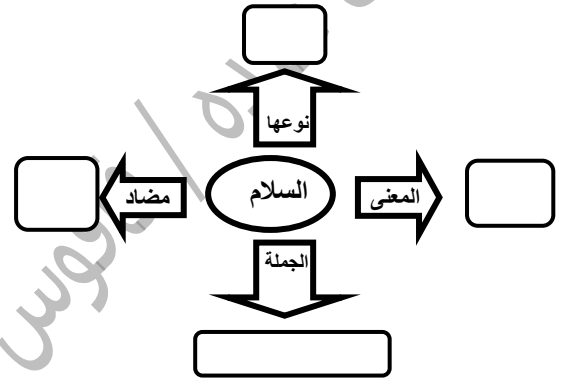 نوعها
المعنى
السلام
مضاد
الجملة